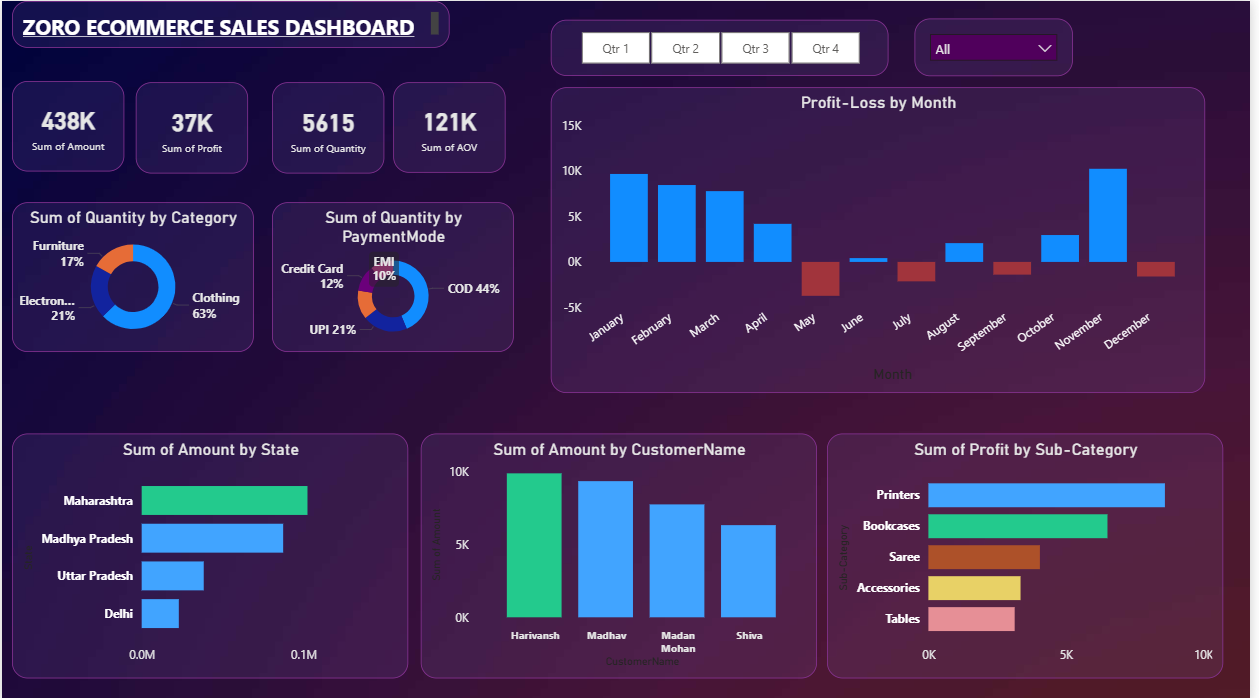 ZORO ECOMMERCE SALES DASHBOARD
Qtr 1
Qtr 2
Qtr 3
Qtr 4
All
438K
Sum of Amount
37K
Sum of Profit
5615
Sum of Quantity
121K
Sum of AOV
Sum of Quantity by Category
Furniture
17%
Electron...
21%
Clothing
63%
Sum of Quantity by
PaymentMode
EMI
10%
Credit Card
12%
COD 44%
UPI 21%
Profit-Loss by Month
15K
10K
5K
0K
-5K
January
February
March
April
May
June
July
August
September
October
November
December
Month
Sum of Amount by State
Maharashtra
Madhya Pradesh
Uttar Pradesh
Delhi
0.0M
0.1M
Sum of Amount by CustomerName
Sum of Amount
10K
5K
0K
Harivansh
Madhav
Madan
Mohan
Shiva
CustomerName
Sum of Profit by Sub-Category
Sub-Category
Printers
Bookcases
Saree
Accessories
Tables
0K
5K
10K